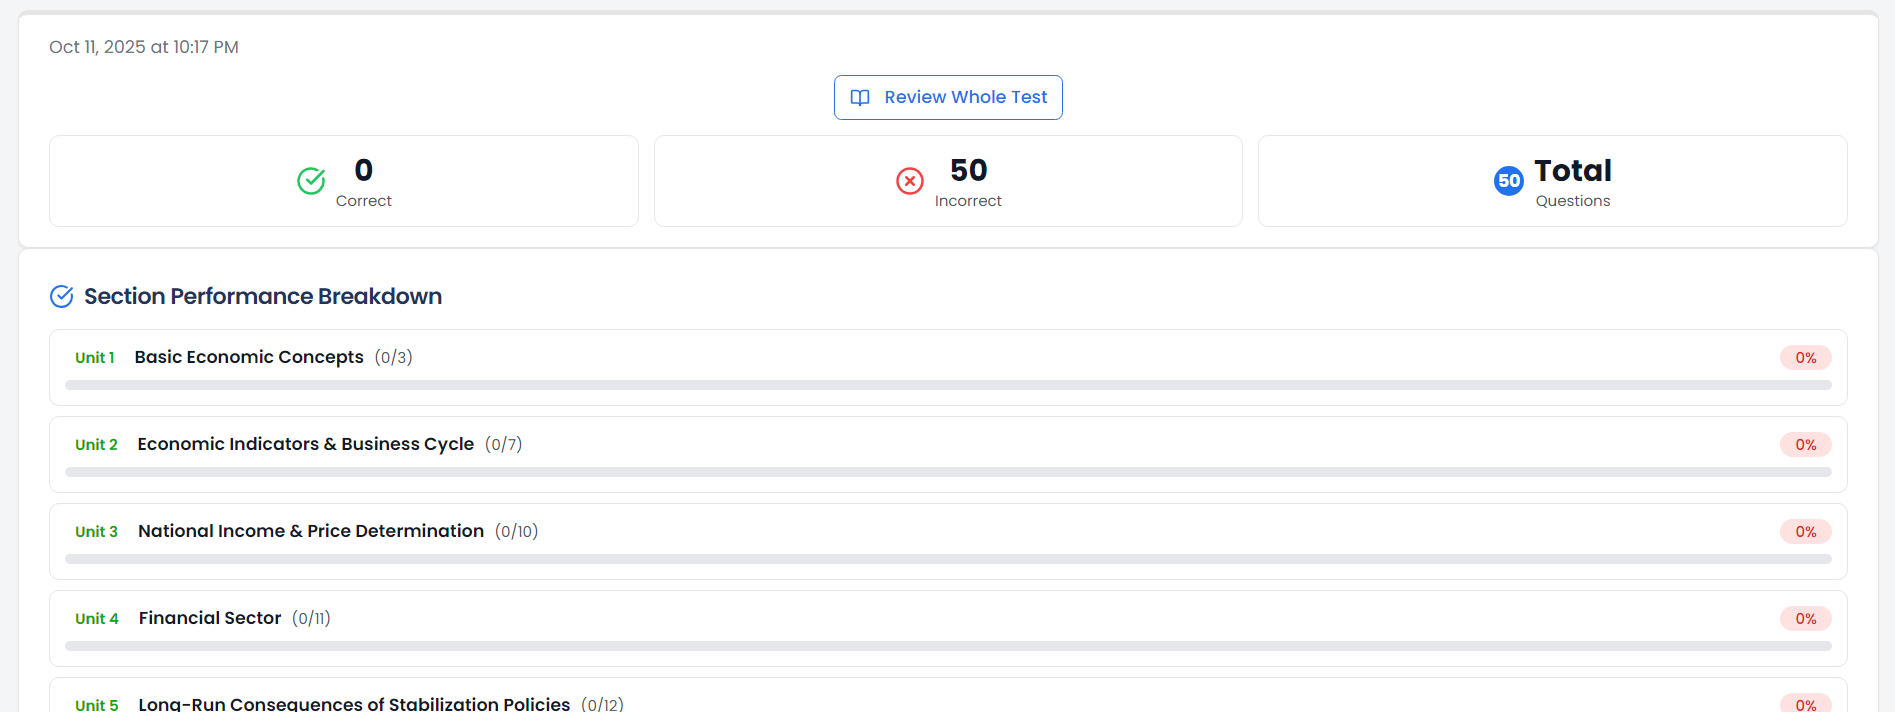 Oct 11, 2025 at 10:17 PM
Review Whole Test
0
Correct
50
Incorrect
50 Total
Questions
Section Performance Breakdown
Unit 1 Basic Economic Concepts (0/3) 0%
Unit 2 Economic Indicators & Business Cycle (0/7) 0%
Unit 3 National Income & Price Determination (0/10) 0%
Unit 4 Financial Sector (0/11) 0%
Unit 5 Long-Run Consequences of Stabilization Policies (0/12) 0%